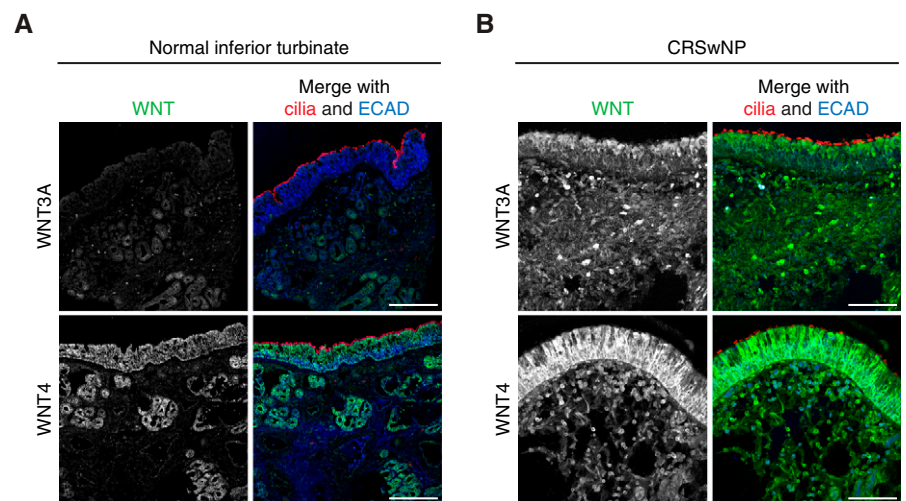 A
Normal inferior turbinate
WNT
Merge with
cilia and ECAD
WNT3A
WNT4
B
CRSwNP
WNT
Merge with
cilia and ECAD
WNT3A
WNT4